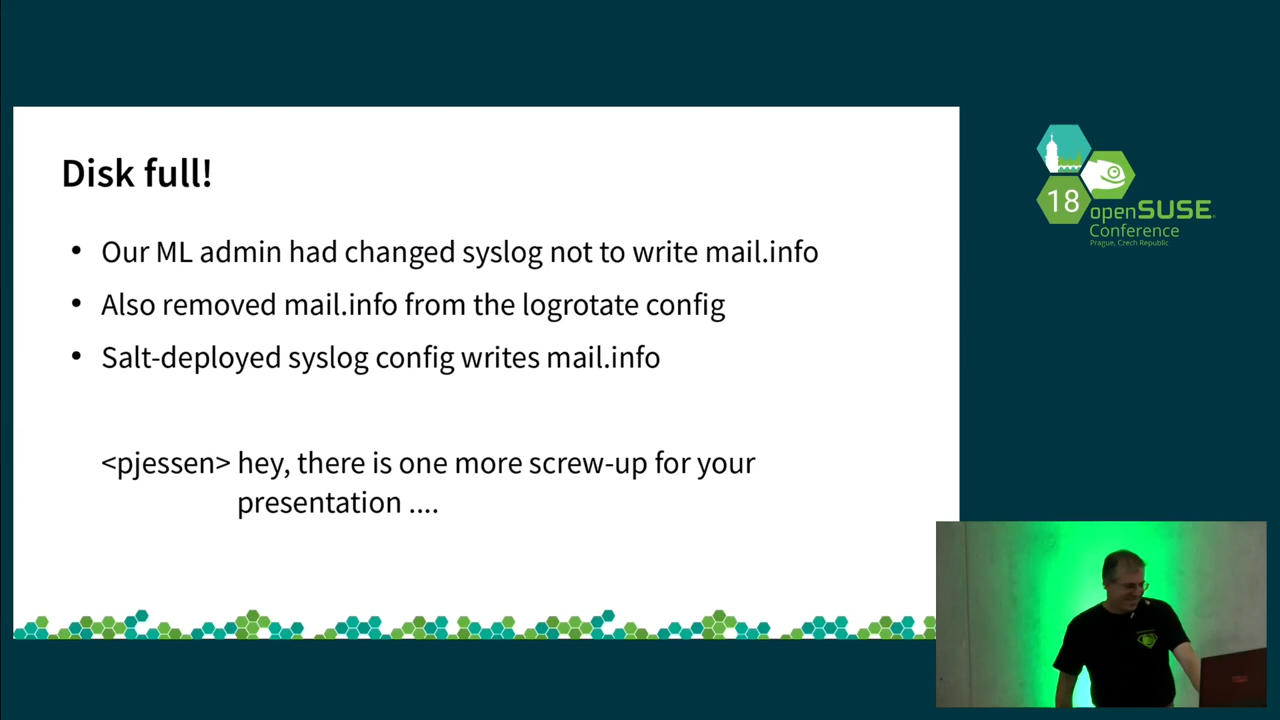 Disk full!
• Our ML admin had changed syslog not to write mail.info
• Also removed mail.info from the logrotate config
• Salt-deployed syslog config writes mail.info
<pjessen> hey, there is one more screw-up for your
presentation ....
18
openSUSE
Conference
Prague, Czech Republic